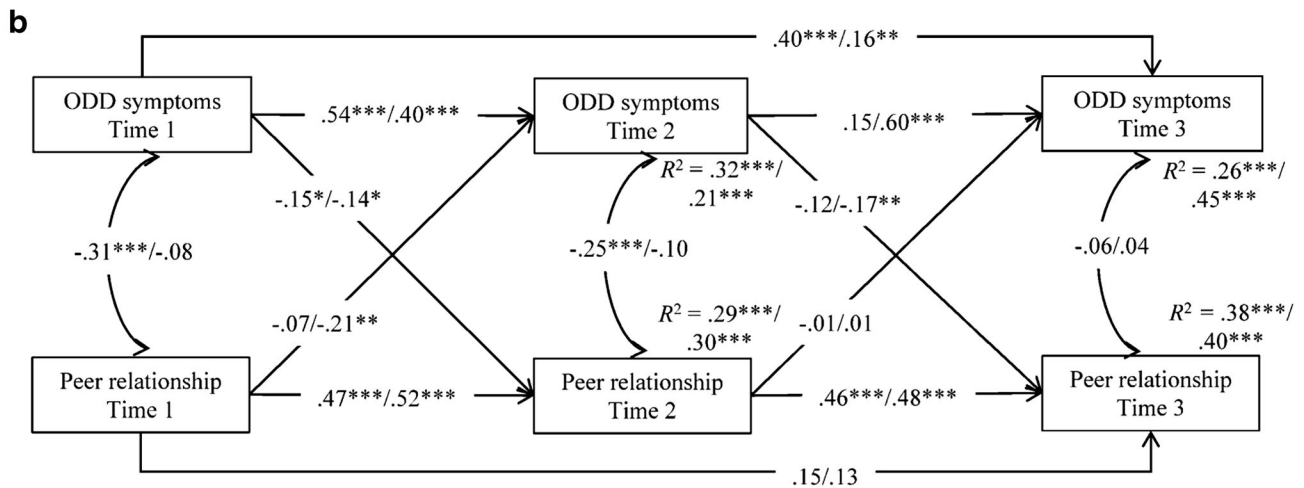 b
.40***/.16**
ODD symptoms
Time 1
.54***/.40***
ODD symptoms
Time 2
.15/.60***
ODD symptoms
Time 3
R² = .32***/
.21***
R² = .26***/
.45***
-.15*/-.14*
-.12/-.17**
-.31***/-.08
-.25***/-.10
-.06/.04
-.07/-.21**
R² = .29***/
.30***
-.01/.01
R² = .38***/
.40***
Peer relationship
Time 1
.47***/.52***
Peer relationship
Time 2
.46***/.48***
Peer relationship
Time 3
.15/.13